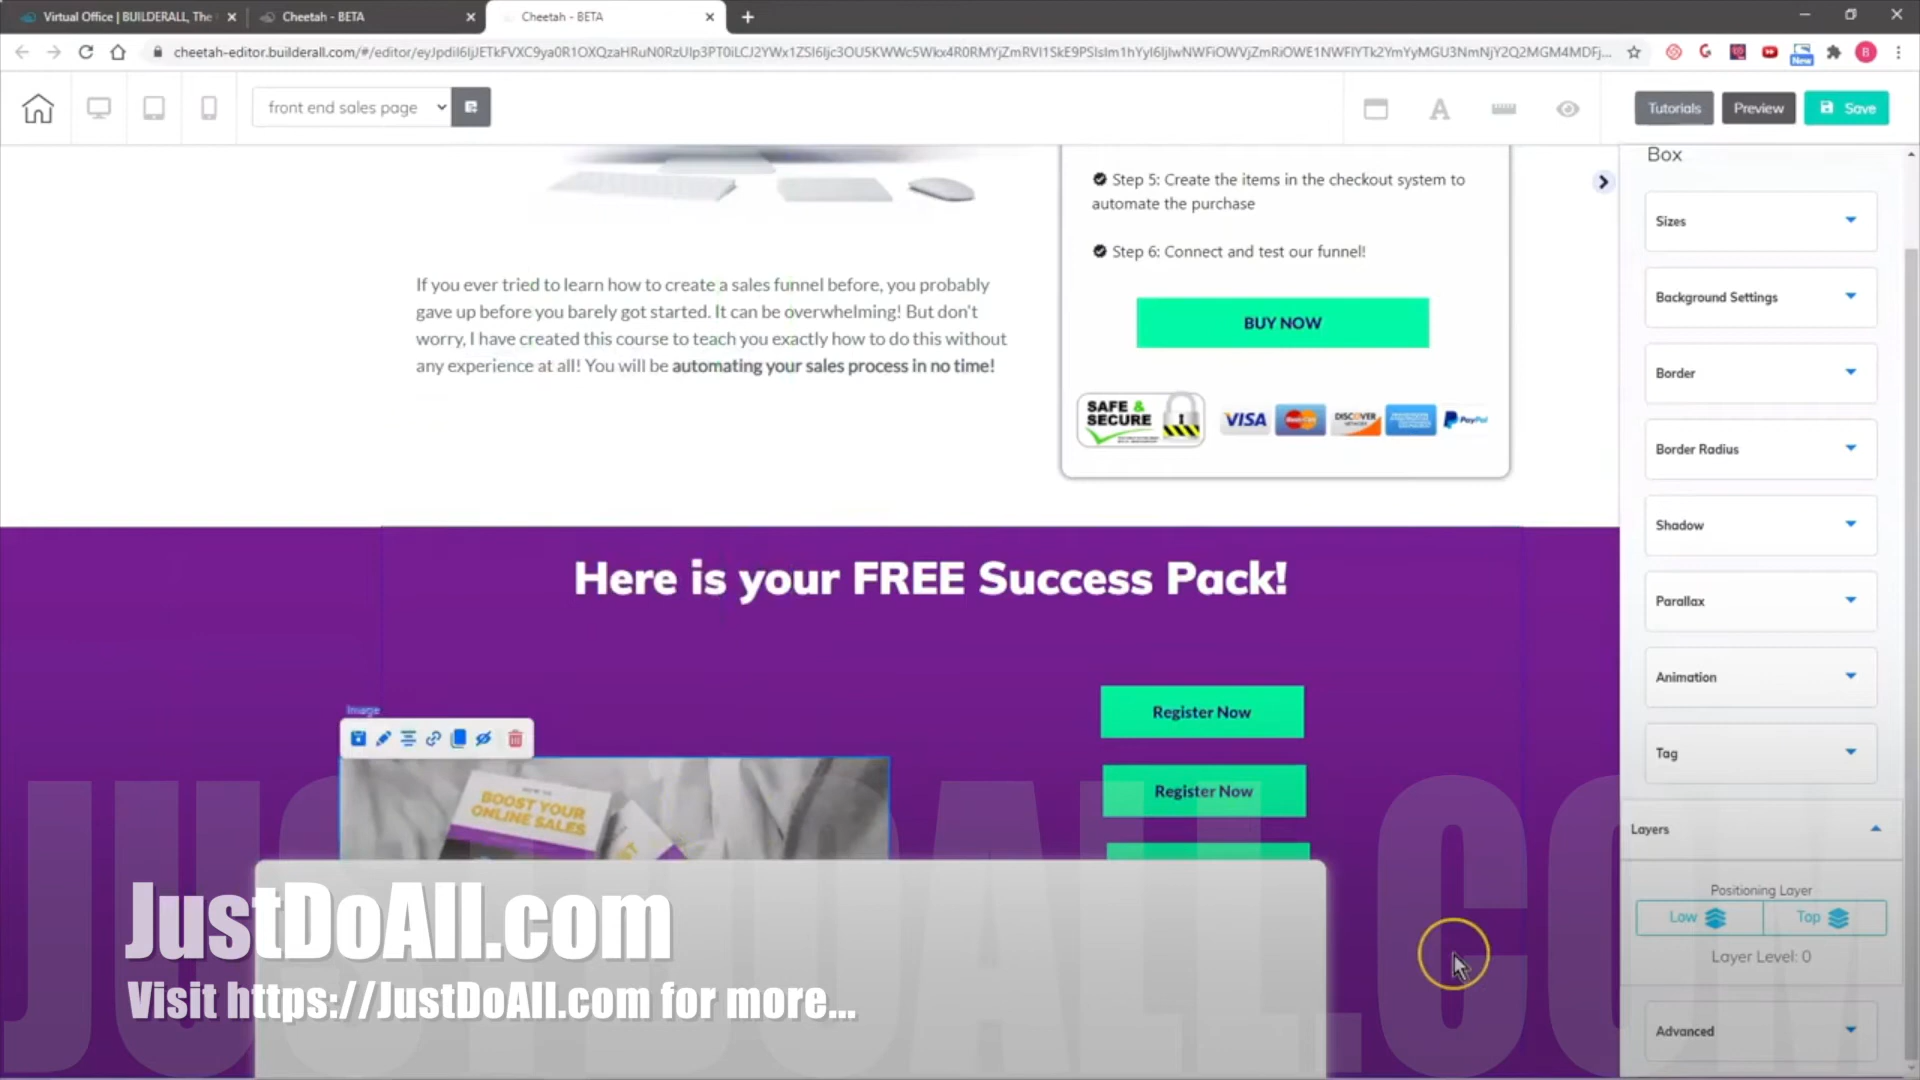 Virtual Office | BUILDERALL, The
Cheetah - BETA
Cheetah - BETA
front end sales page
Tutorials
Preview
Save
Box
Sizes
Background Settings
Border
Border Radius
Shadow
Parallax
Animation
Tag
Layers
Positioning Layer
Low
Top
Layer Level: 0
Advanced
Step 5: Create the items in the checkout system to
automate the purchase
Step 6: Connect and test our funnel!
BUY NOW
SAFE &
SECURE
VISA
DISCOVER
PayPal
If you ever tried to learn how to create a sales funnel before, you probably
gave up before you barely got started. It can be overwhelming! But don't
worry, I have created this course to teach you exactly how to do this without
any experience at all! You will be automating your sales process in no time!
Here is your FREE Success Pack!
Image
Register Now
Register Now
BOOST YOUR
ONLINE SALES
JUSTDOALL.COM
JustDoAll.com
Visit https://JustDoAll.com for more...